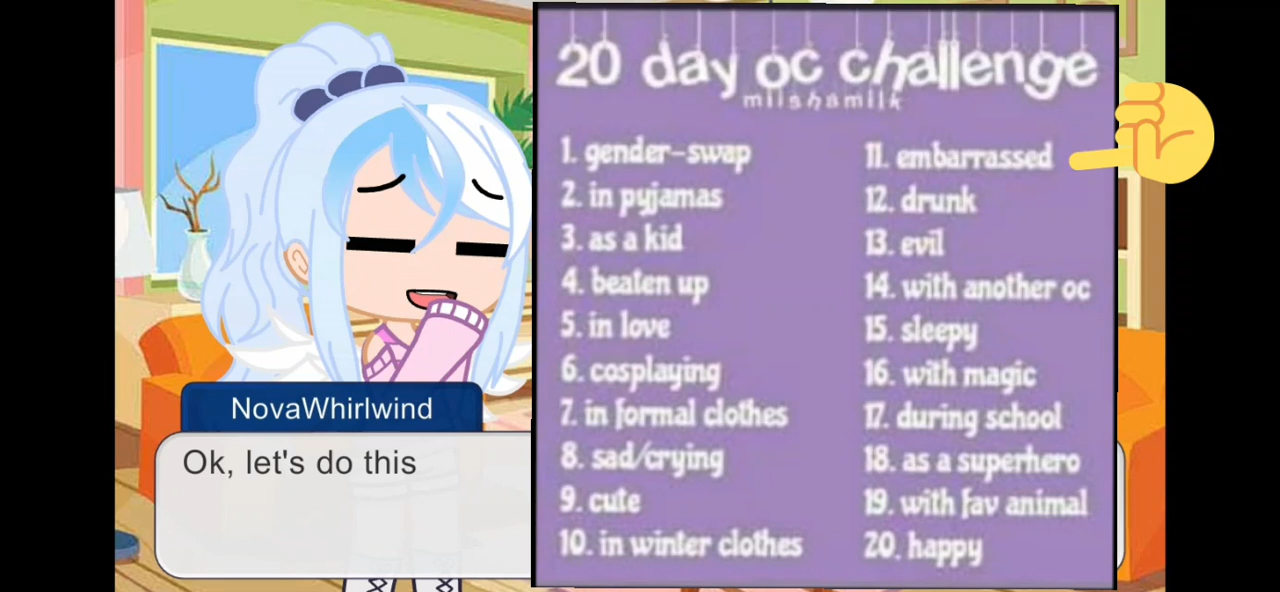 20 day oc challenge
milshamilk
1. gender-swap
2. in pyjamas
3. as a kid
4. beaten up
5. in love
6. cosplaying
7. in formal clothes
8. sad/crying
9. cute
10. in winter clothes
11. embarrassed
12. drunk
13. evil
14. with another oc
15. sleepy
16. with magic
17. during school
18. as a superhero
19. with fav animal
20. happy
NovaWhirlwind
Ok, let's do this